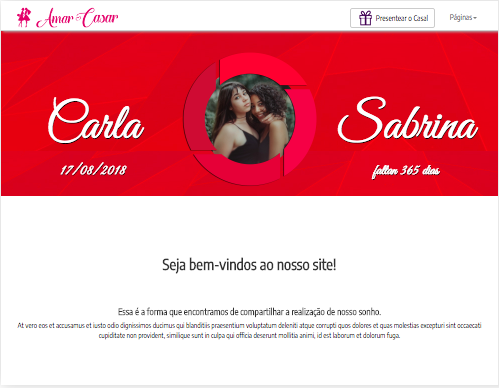 Amar e Casar
Presentear o Casal
Páginas
Carla
Sabrina
17/08/2018
faltan 365 dias
Seja bem-vindos ao nosso site!
Essa é a forma que encontramos de compartilhar a realização de nosso sonho.
At vero eos et accusamus et iusto odio dignissimos ducimus qui blanditiis praesentium voluptatum deleniti atque corrupti quos dolores et quas molestias excepturi sint occaecati
cupiditate non provident, similique sunt in culpa qui officia deserunt mollitia animi, id est laborum et dolorum fuga.